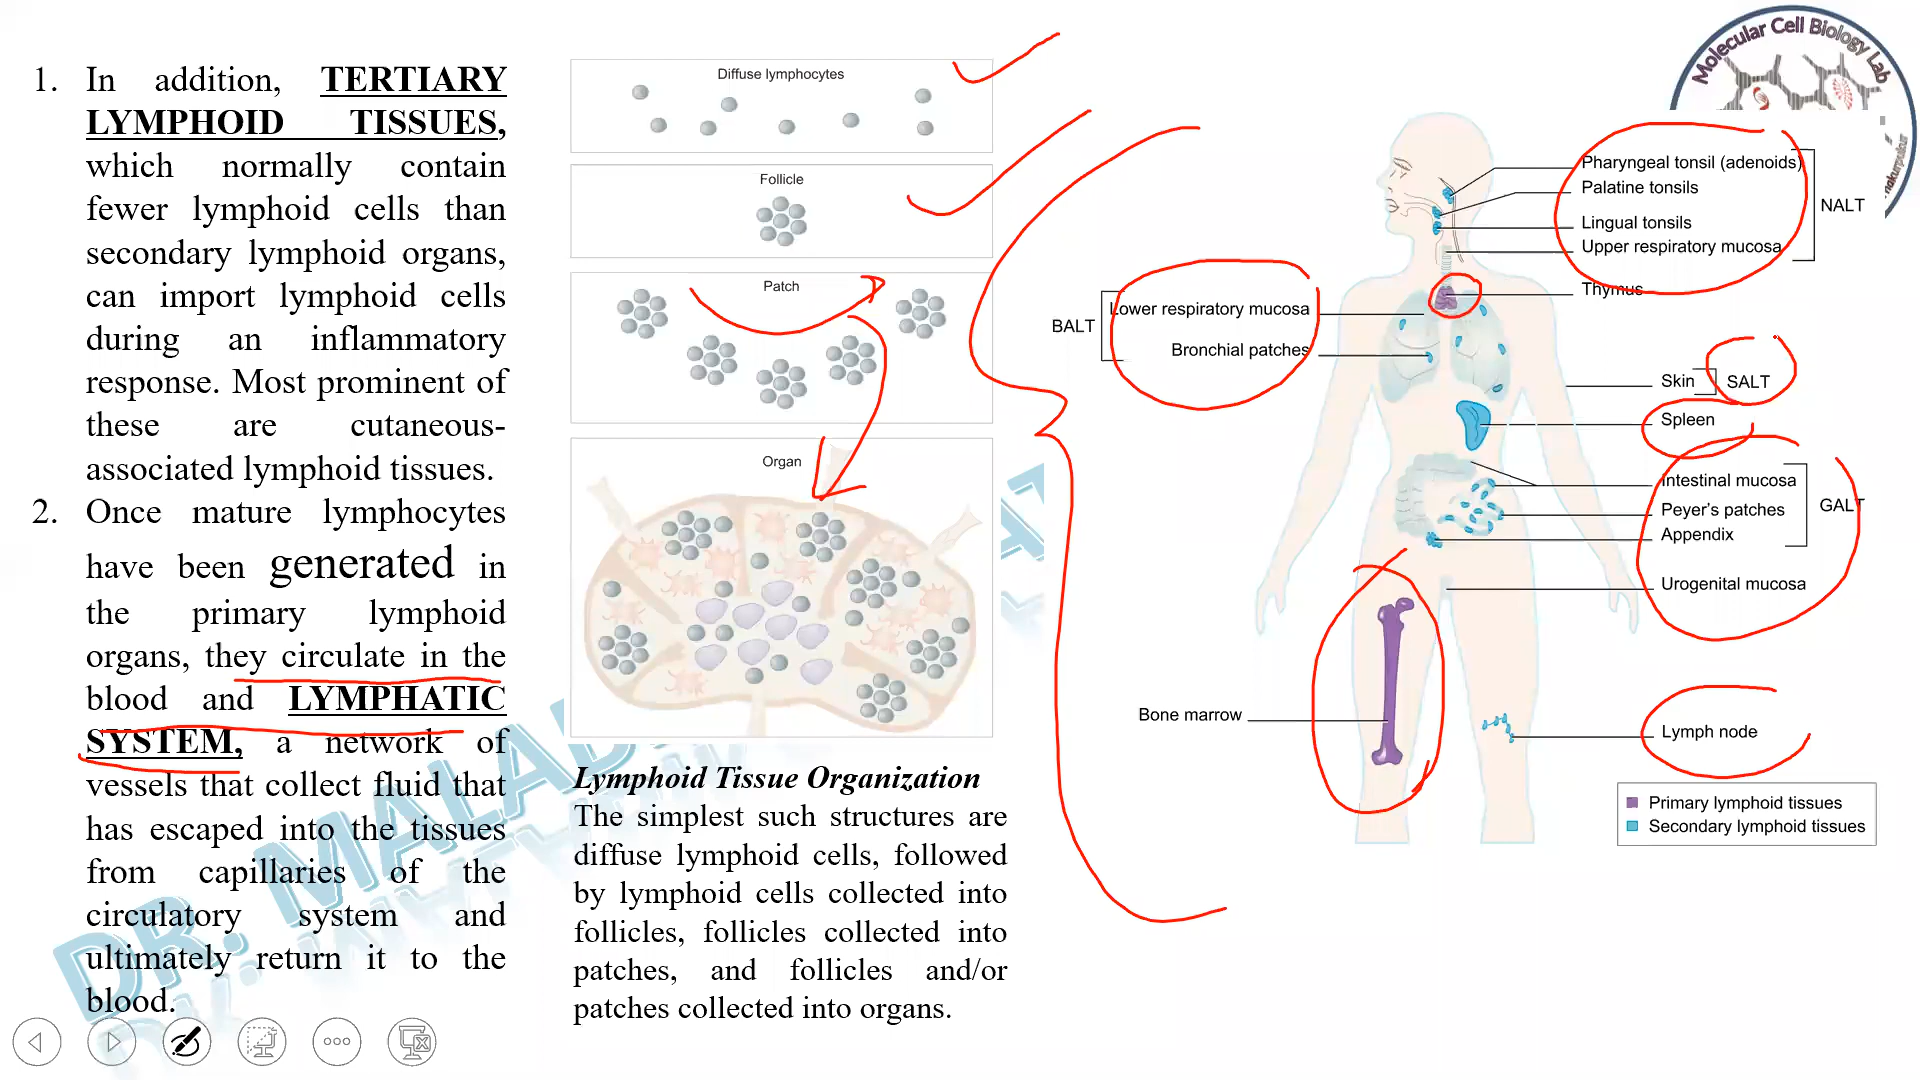 1. In addition, TERTIARY
LYMPHOID TISSUES,
which normally contain
fewer lymphoid cells than
secondary lymphoid organs,
can import lymphoid cells
during an inflammatory
response. Most prominent of
these are cutaneous-
associated lymphoid tissues.
2. Once mature lymphocytes
have been generated in
the primary lymphoid
organs, they circulate in the
blood and LYMPHATIC
SYSTEM, a network of
vessels that collect fluid that
has escaped into the tissues
from capillaries of the
circulatory system and
ultimately return it to the
blood.
Diffuse lymphocytes
Follicle
Patch
Organ
Lymphoid Tissue Organization
The simplest such structures are
diffuse lymphoid cells, followed
by lymphoid cells collected into
follicles, follicles collected into
patches, and follicles and/or
patches collected into organs.
Pharyngeal tonsil (adenoids)
Palatine tonsils
Lingual tonsils
Upper respiratory mucosa
NALT
Thymus
Lower respiratory mucosa
BALT
Bronchial patches
Skin
SALT
Spleen
Intestinal mucosa
Peyer's patches
Appendix
GALT
Urogenital mucosa
Bone marrow
Lymph node
Primary lymphoid tissues
Secondary lymphoid tissues
Molecular Cell Biology Lab
DR. MALAB